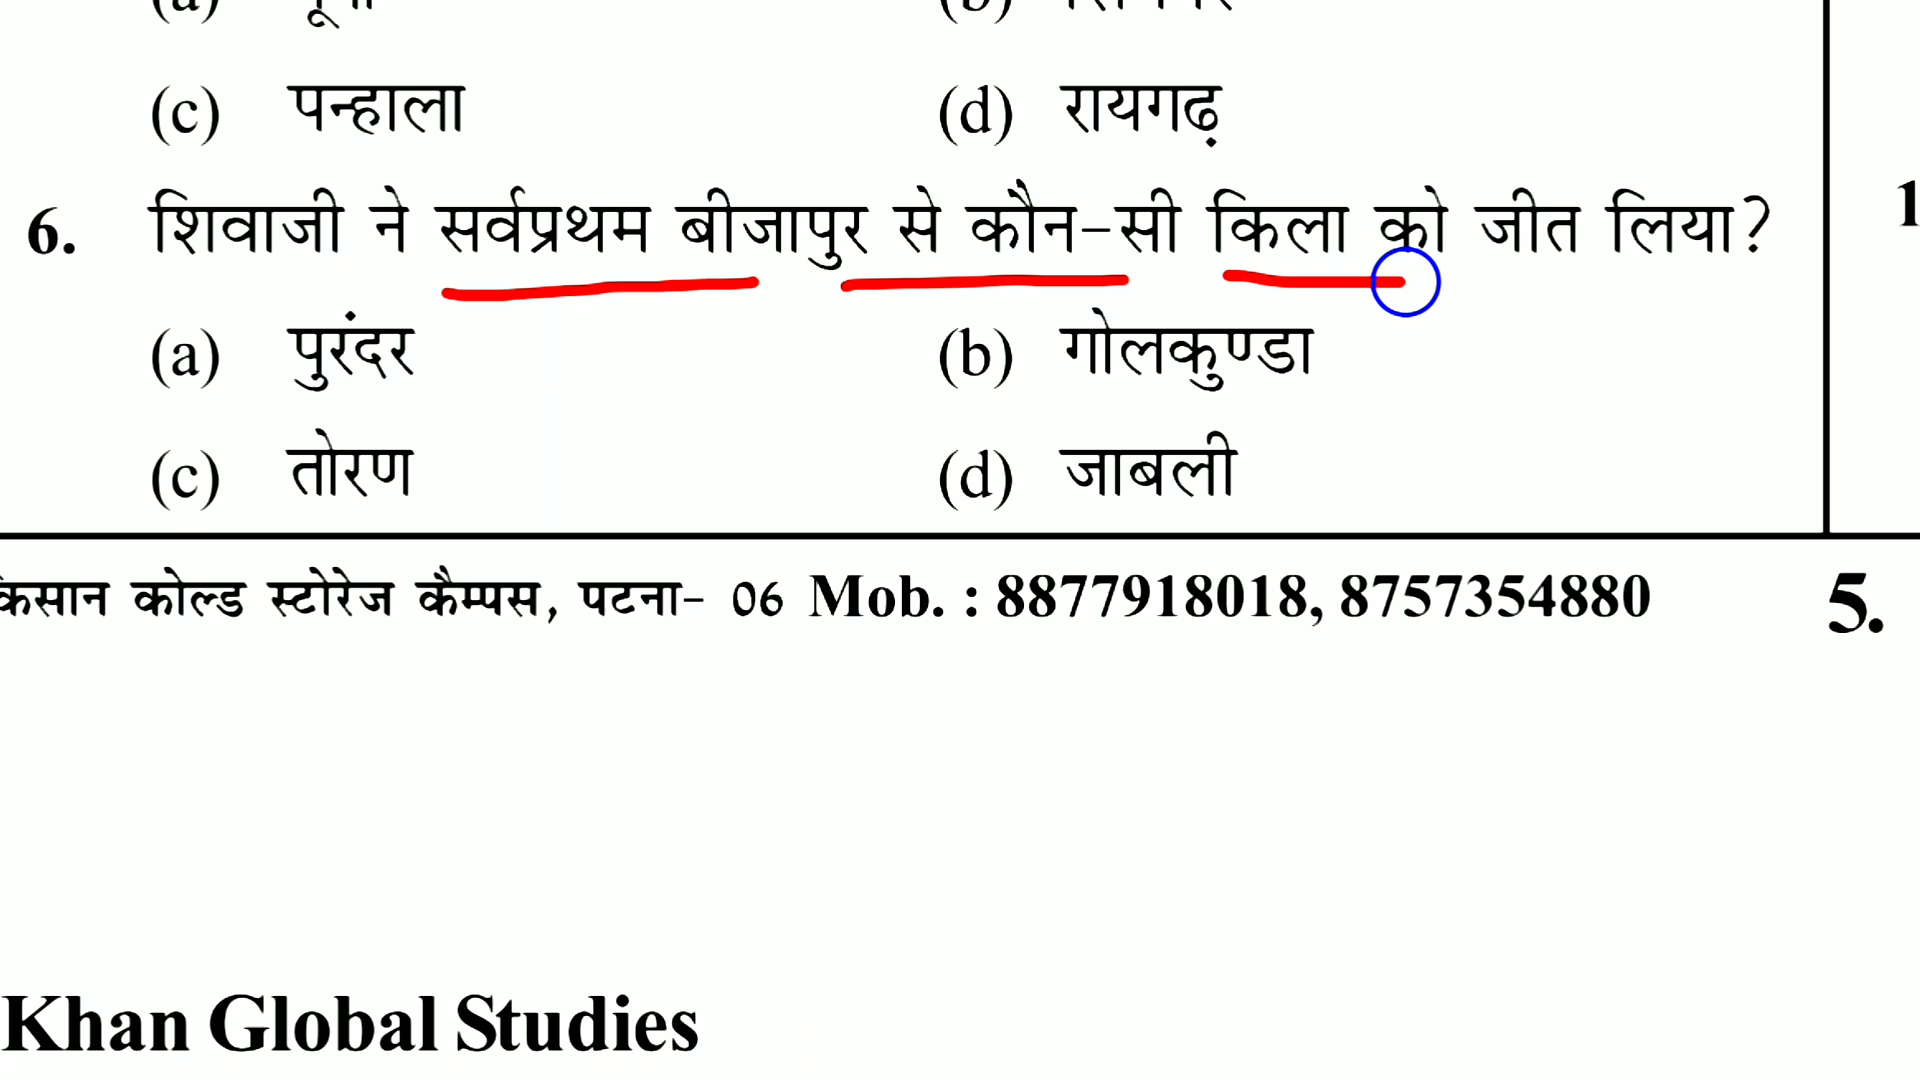 (c) पन्हाला (d) रायगढ़
6. शिवाजी ने सर्वप्रथम बीजापुर से कौन-सी किला को जीत लिया?
(a) पुरंदर (b) गोलकुण्डा
(c) तोरण (d) जाबली
किसान कोल्ड स्टोरेज कैम्पस, पटना- 06 Mob. : 8877918018, 8757354880 5.
Khan Global Studies